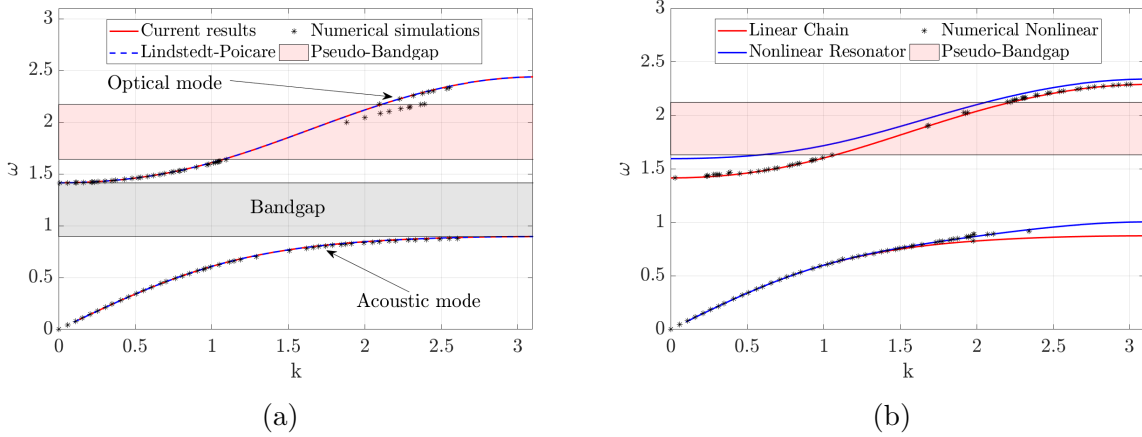 Current results
Numerical simulations
Lindstedt-Poicare
Pseudo-Bandgap
Optical mode
Bandgap
Acoustic mode
3
2.5
2
1.5
1
0.5
0
ω
0 0.5 1 1.5 2 2.5 3
k
(a)
Linear Chain
Numerical Nonlinear
Nonlinear Resonator
Pseudo-Bandgap
3
2.5
2
1.5
1
0.5
0
ω
0 0.5 1 1.5 2 2.5 3
k
(b)